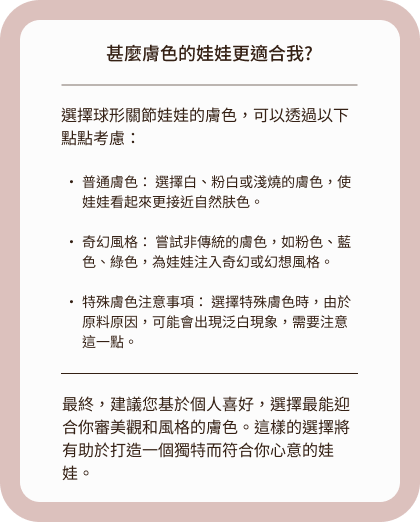 甚麼膚色的娃娃更適合我?
選擇球形關節娃娃的膚色，可以透過以下
點點考慮：
• 普通膚色： 選擇白、粉白或淺燒的膚色，使
娃娃看起來更接近自然肤色。
• 奇幻風格： 嘗試非傳統的膚色，如粉色、藍
色、綠色，為娃娃注入奇幻或幻想風格。
• 特殊膚色注意事項： 選擇特殊膚色時，由於
原料原因，可能會出現泛白現象，需要注意
這一點。
最終，建議您基於個人喜好，選擇最能迎
合你審美觀和風格的膚色。這樣的選擇將
有助於打造一個獨特而符合你心意的娃
娃。